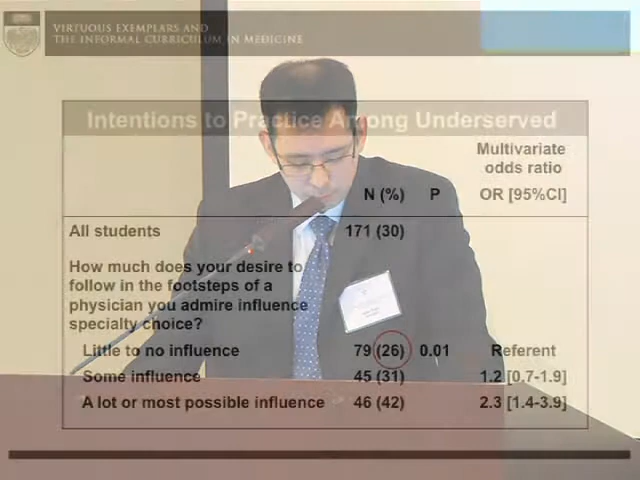 VIRTUOUS EXEMPLARS AND
THE INFORMAL CURRICULUM IN MEDICINE
Intentions to Practice Among Underserved
Multivariate
odds ratio
N (%) P OR [95%CI]
All students 171 (30)
How much does your desire to
follow in the footsteps of a
physician you admire influence
specialty choice?
Little to no influence 79 (26) 0.01 Referent
Some influence 45 (31) 1.2 [0.7-1.9]
A lot or most possible influence 46 (42) 2.3 [1.4-3.9]